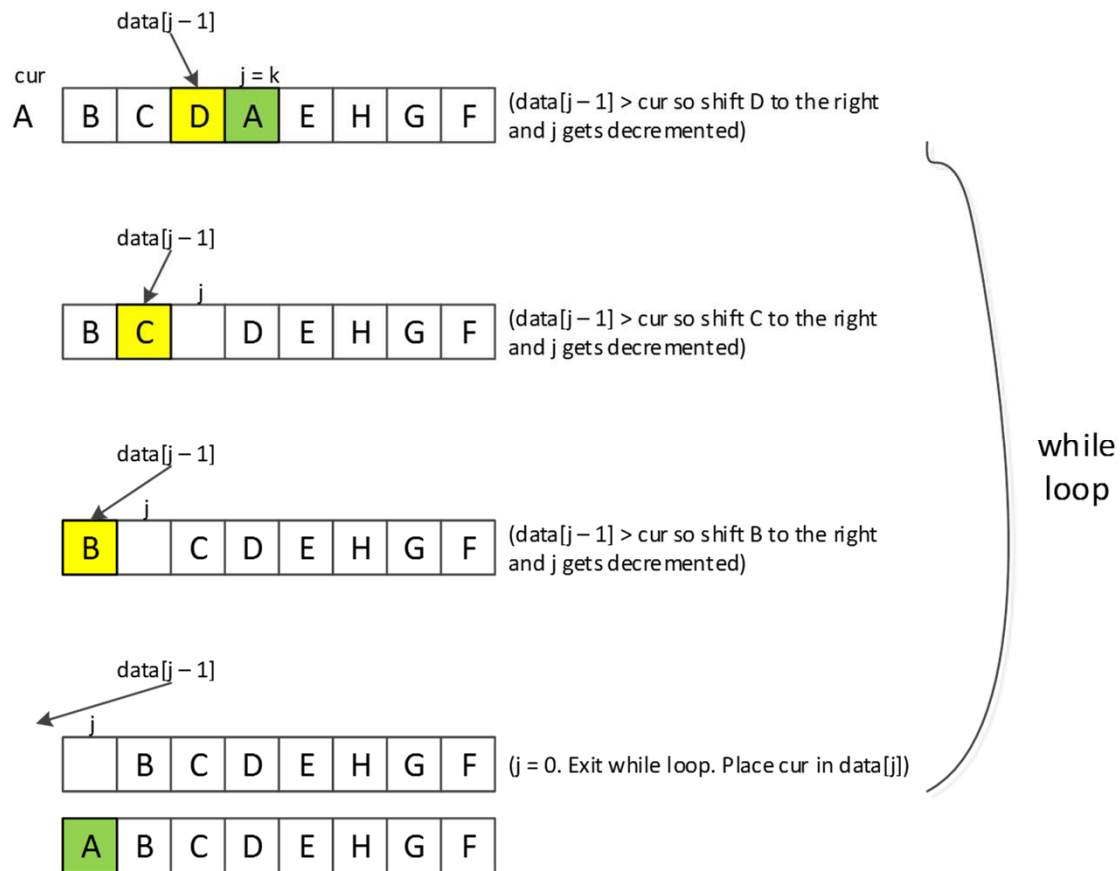 data[j – 1]
cur
j = k
A B C D A E H G F
(data[j – 1] > cur so shift D to the right
and j gets decremented)
data[j – 1]
j
B C D E H G F
(data[j – 1] > cur so shift C to the right
and j gets decremented)
while
loop
data[j – 1]
j
B C D E H G F
(data[j – 1] > cur so shift B to the right
and j gets decremented)
data[j – 1]
j
B C D E H G F
(j = 0. Exit while loop. Place cur in data[j])
A B C D E H G F